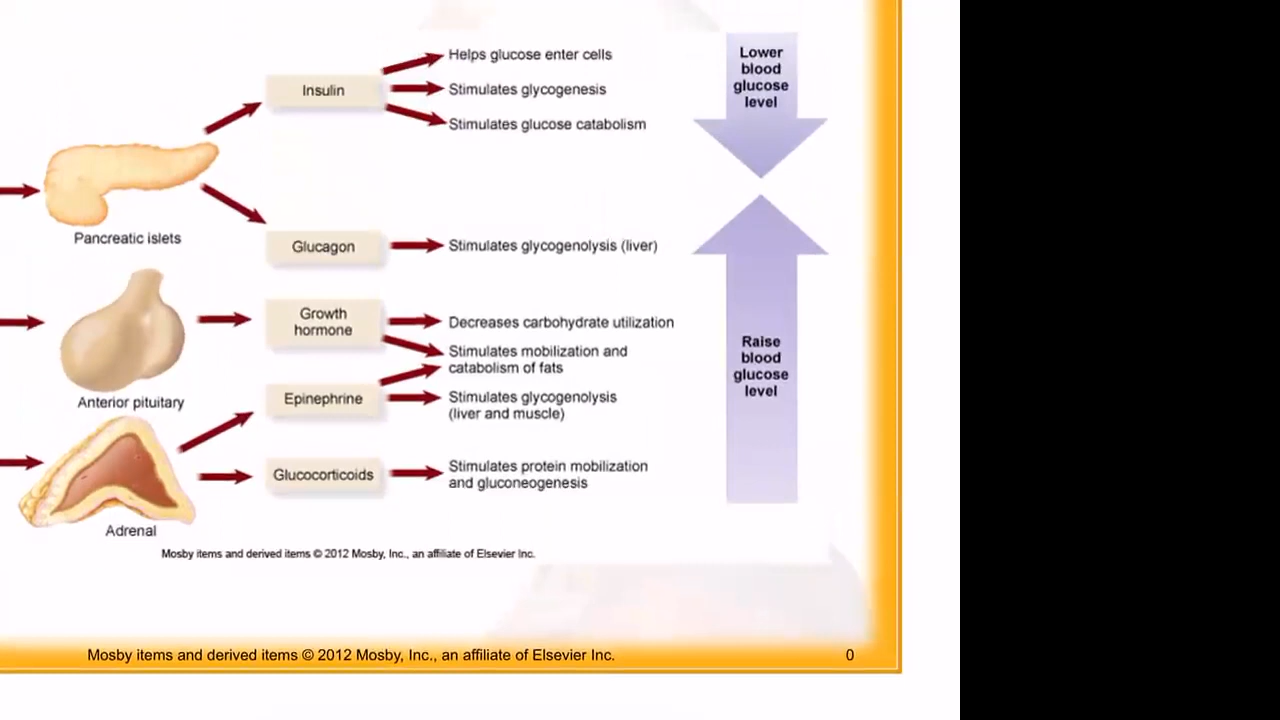 Helps glucose enter cells
Insulin
Stimulates glycogenesis
Stimulates glucose catabolism
Lower
blood
glucose
level
Pancreatic islets
Glucagon
Stimulates glycogenolysis (liver)
Growth
hormone
Decreases carbohydrate utilization
Stimulates mobilization and
catabolism of fats
Anterior pituitary
Epinephrine
Stimulates glycogenolysis
(liver and muscle)
Raise
blood
glucose
level
Glucocorticoids
Stimulates protein mobilization
and gluconeogenesis
Adrenal
Mosby items and derived items © 2012 Mosby, Inc., an affiliate of Elsevier Inc.
Mosby items and derived items © 2012 Mosby, Inc., an affiliate of Elsevier Inc.
0